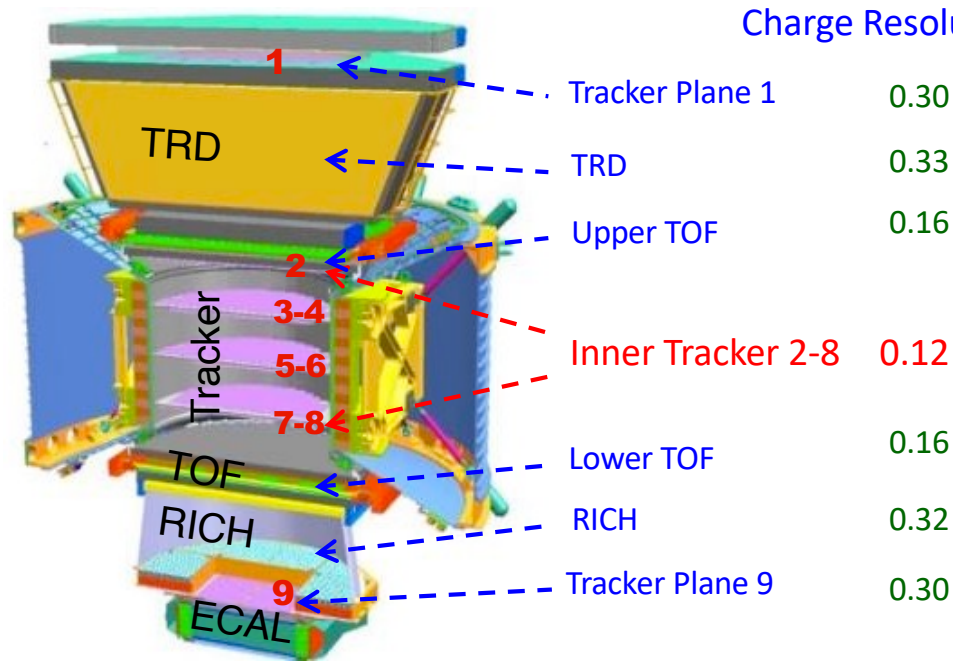 Charge Resolu
1
Tracker Plane 1 0.30
TRD
TRD 0.33
Upper TOF 0.16
2
3-4
Tracker
Inner Tracker 2-8 0.12
5-6
7-8
Lower TOF 0.16
TOF
RICH
RICH 0.32
Tracker Plane 9 0.30
9
ECAL